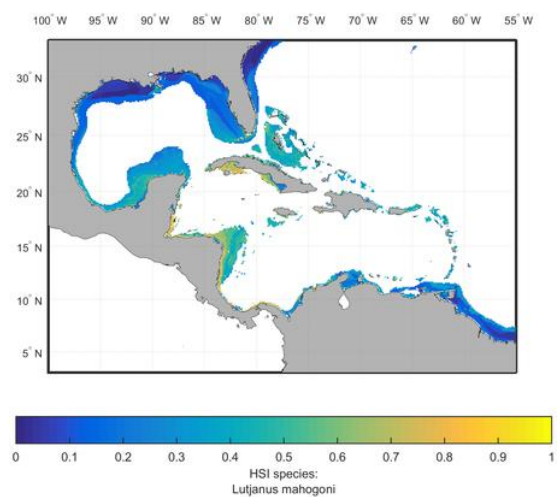 100° W 95° W 90° W 85° W 80° W 75° W 70° W 65° W 60° W 55° W
30° N
25° N
20° N
15° N
10° N
5° N
0 0.1 0.2 0.3 0.4 0.5 0.6 0.7 0.8 0.9 1
HSI species:
Lutjanus mahogoni